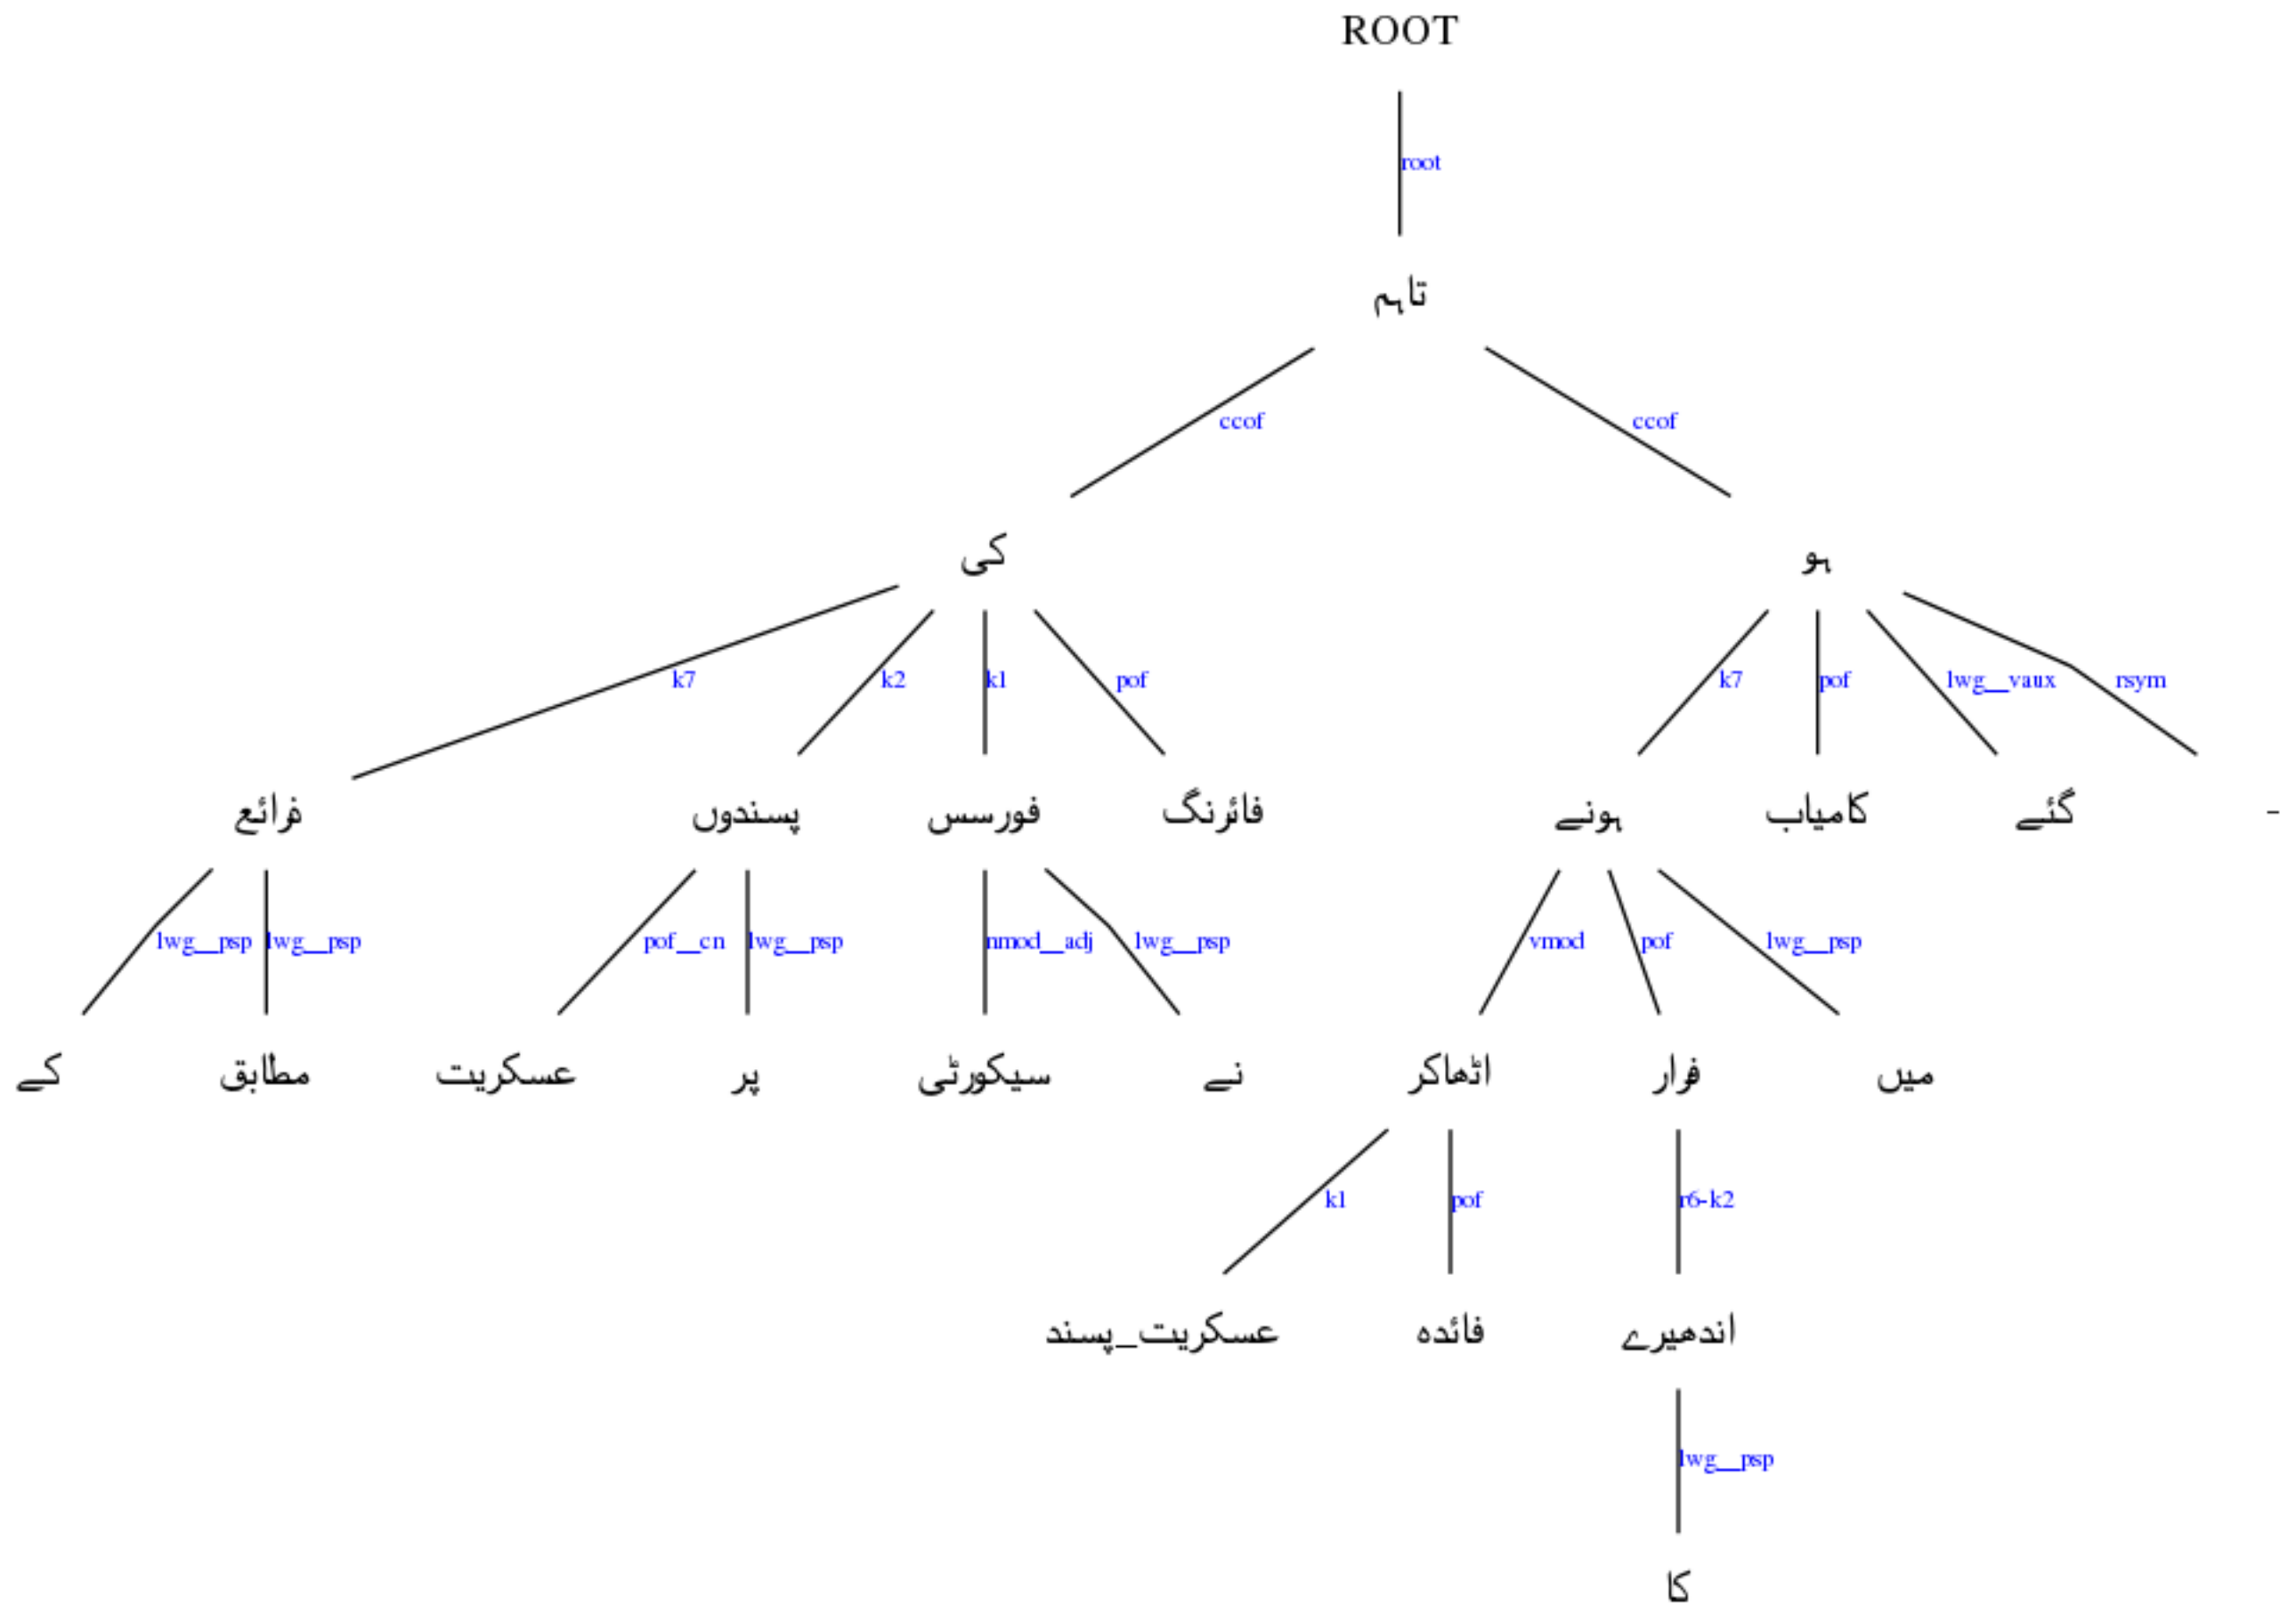 ROOT
root
تاہم
ccof ccof
کی ہو
k7 k2 k1 pof k7 pof lwg__vaux rsym
ذرائع پسندوں فورسس فائرنگ ہونے کامیاب گئے -
lwg__psp lwg__psp pof__cn lwg__psp nmod__adj lwg__psp vmod pof lwg__psp
کے مطابق عسکریت پر سیکورٹی نے اٹھاکر فرار میں
k1 pof r6-k2
عسکریت_پسند فائدہ اندھیرے
lwg__psp
کا